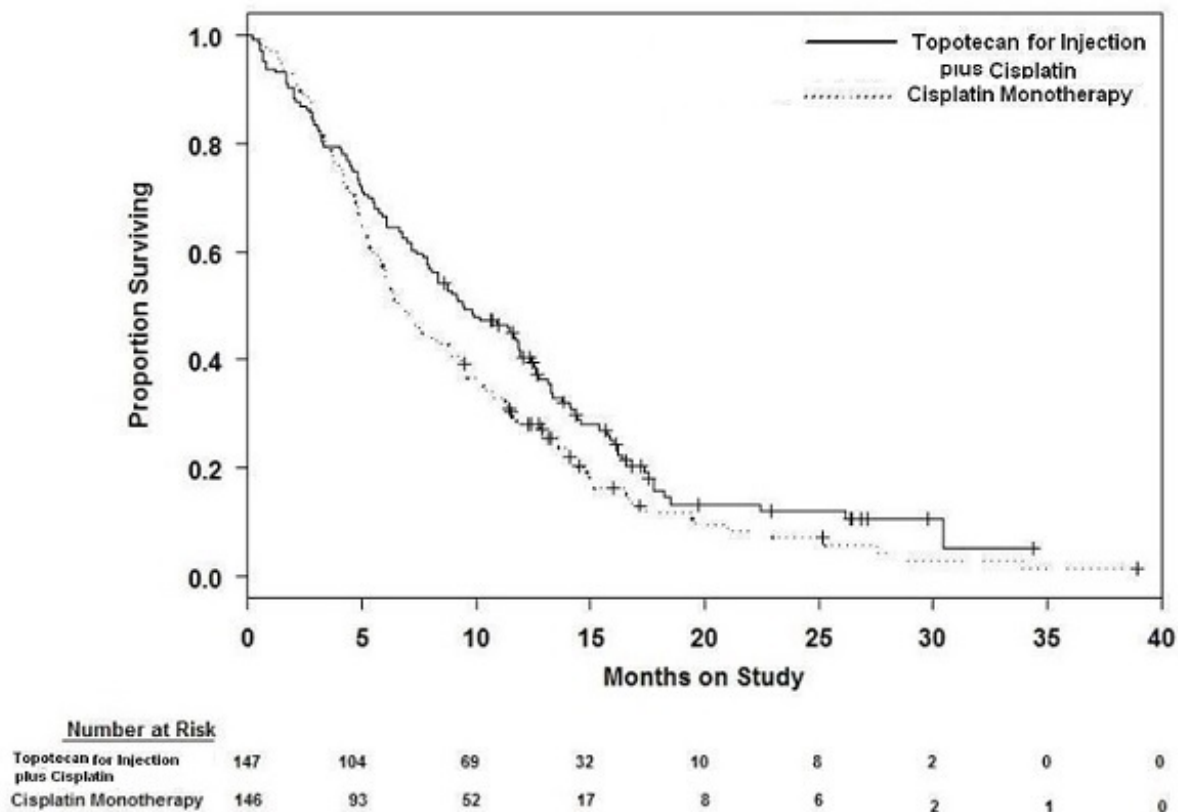 Topotecan for Injection
plus Cisplatin
Cisplatin Monotherapy
Proportion Surviving
1.0
0.8
0.6
0.4
0.2
0.0
0 5 10 15 20 25 30 35 40
Months on Study
Number at Risk
Topotecan for Injection 147 104 69 32 10 8 2 0 0
plus Cisplatin
Cisplatin Monotherapy 146 93 52 17 8 6 2 1 0